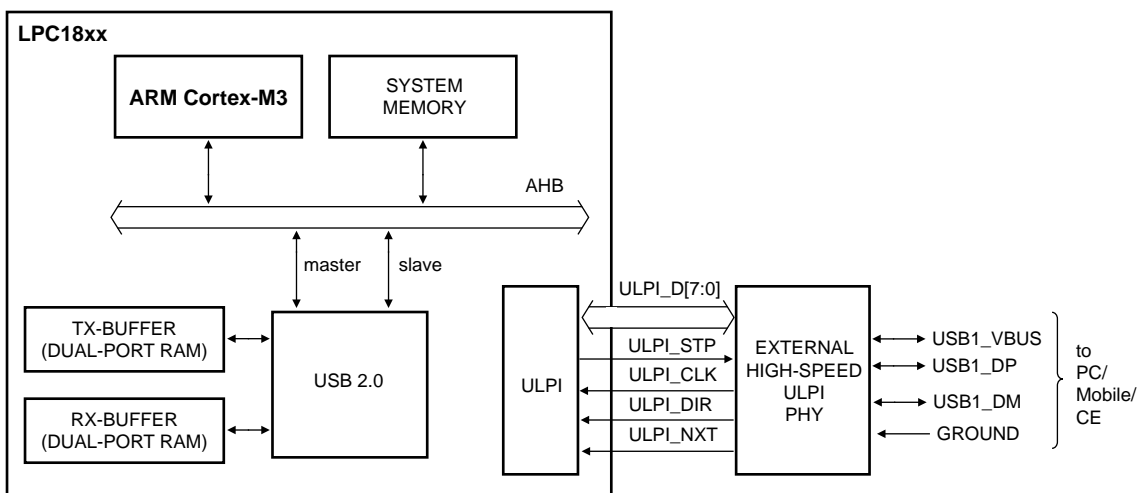 LPC18xx
ARM Cortex-M3
SYSTEM
MEMORY
AHB
master
slave
TX-BUFFER
(DUAL-PORT RAM)
RX-BUFFER
(DUAL-PORT RAM)
USB 2.0
ULPI
ULPI_D[7:0]
ULPI_STP
ULPI_CLK
ULPI_DIR
ULPI_NXT
EXTERNAL
HIGH-SPEED
ULPI
PHY
USB1_VBUS
USB1_DP
USB1_DM
GROUND
to
PC/
Mobile/
CE